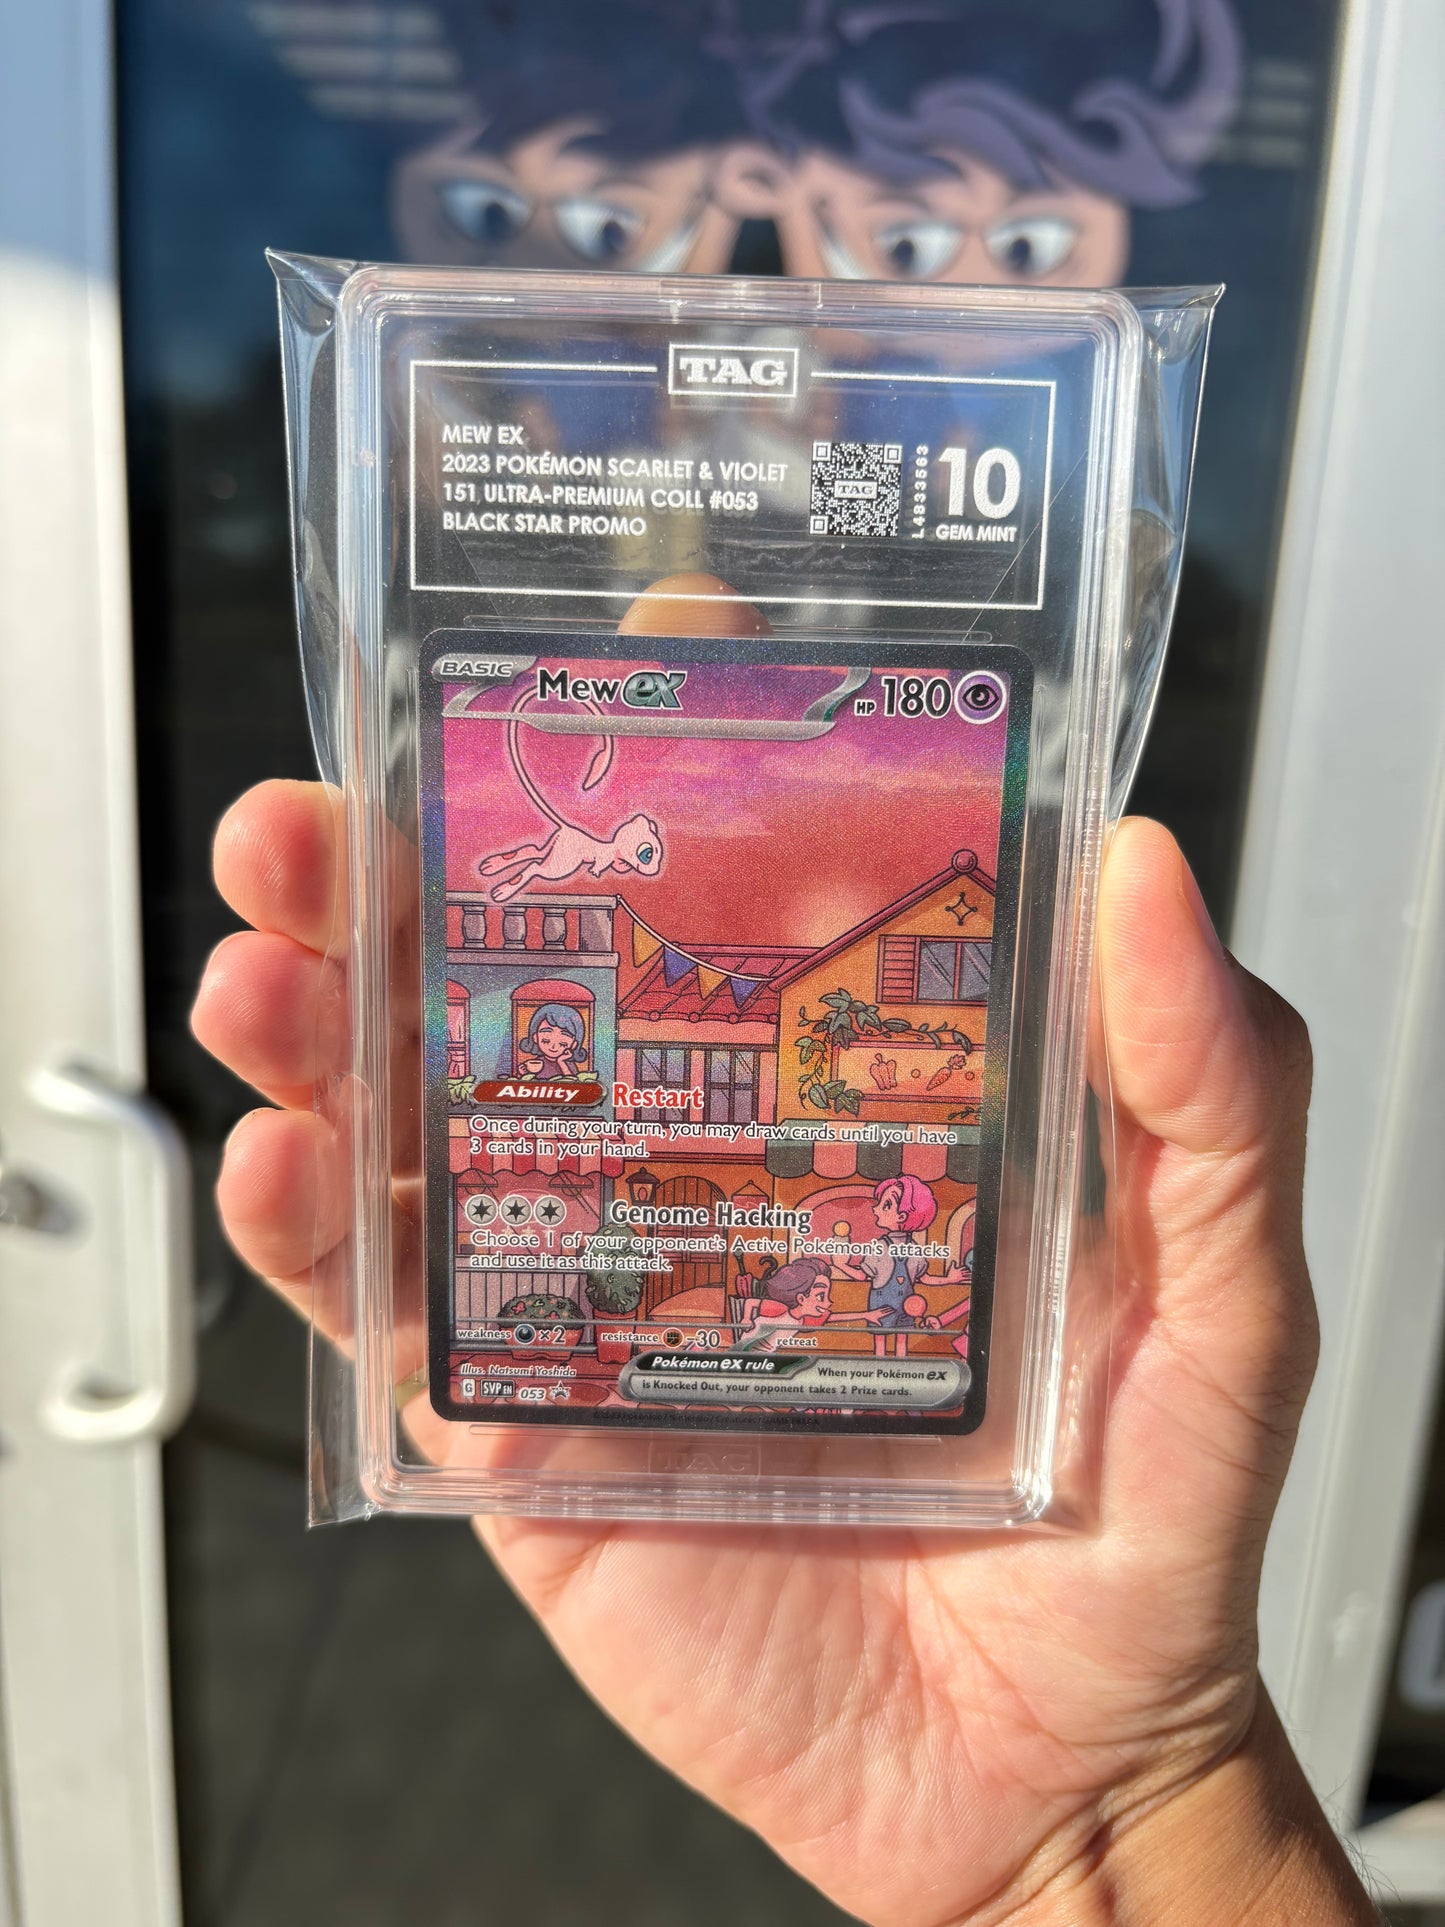 TAG
MEW EX
2023 POKÉMON SCARLET & VIOLET
151 ULTRA-PREMIUM COLL #053
BLACK STAR PROMO
TAG
L4833563
10
GEM MINT
BASIC
Mew ex
HP 180
Ability Restart
Once during your turn, you may draw cards until you have
3 cards in your hand.
Genome Hacking
Choose 1 of your opponent's Active Pokémon's attacks
and use it as this attack.
weakness ×2 resistance -30 retreat
Illus. Natsumi Yoshida
Pokémon ex rule When your Pokémon ex
is Knocked Out, your opponent takes 2 Prize cards.
G SVP EN 053
TAG